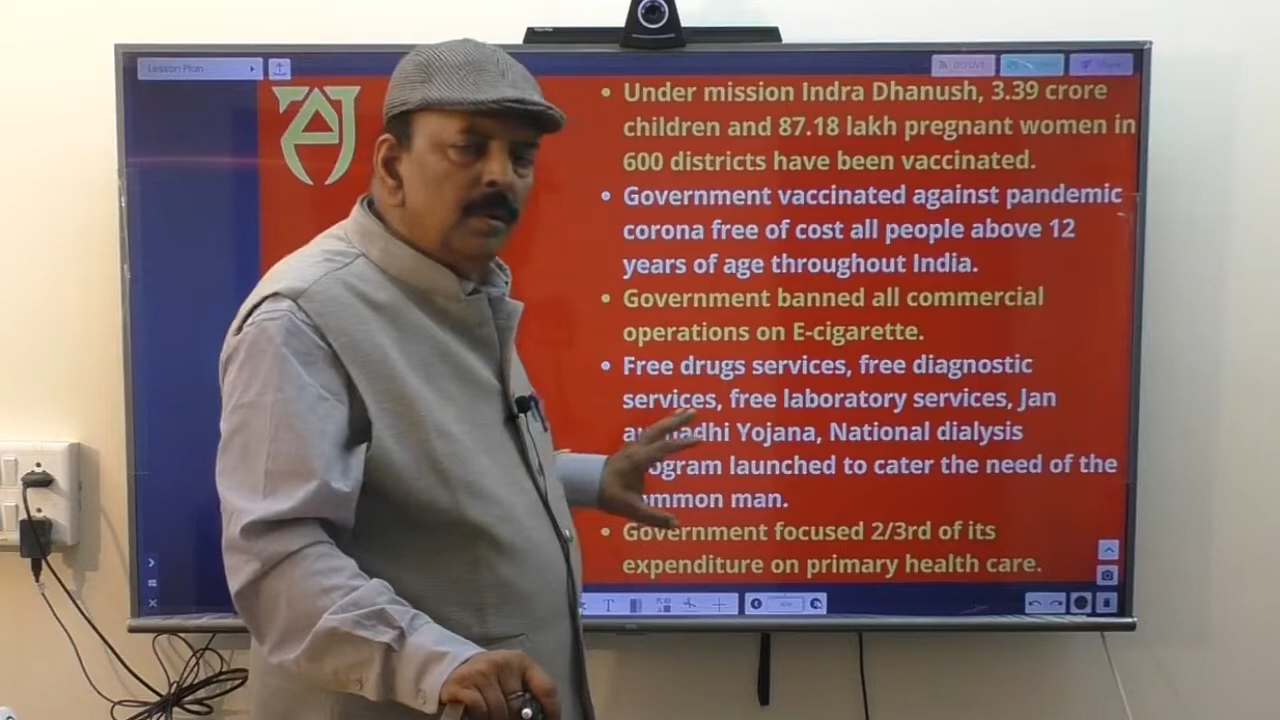 Lesson Plan
• Under mission Indra Dhanush, 3.39 crore
children and 87.18 lakh pregnant women in
600 districts have been vaccinated.
• Government vaccinated against pandemic
corona free of cost all people above 12
years of age throughout India.
• Government banned all commercial
operations on E-cigarette.
• Free drugs services, free diagnostic
services, free laboratory services, Jan
Yojana, National dialysis
launched to cater the need of the
man.
• Government focused 2/3rd of its
expenditure on primary health care.